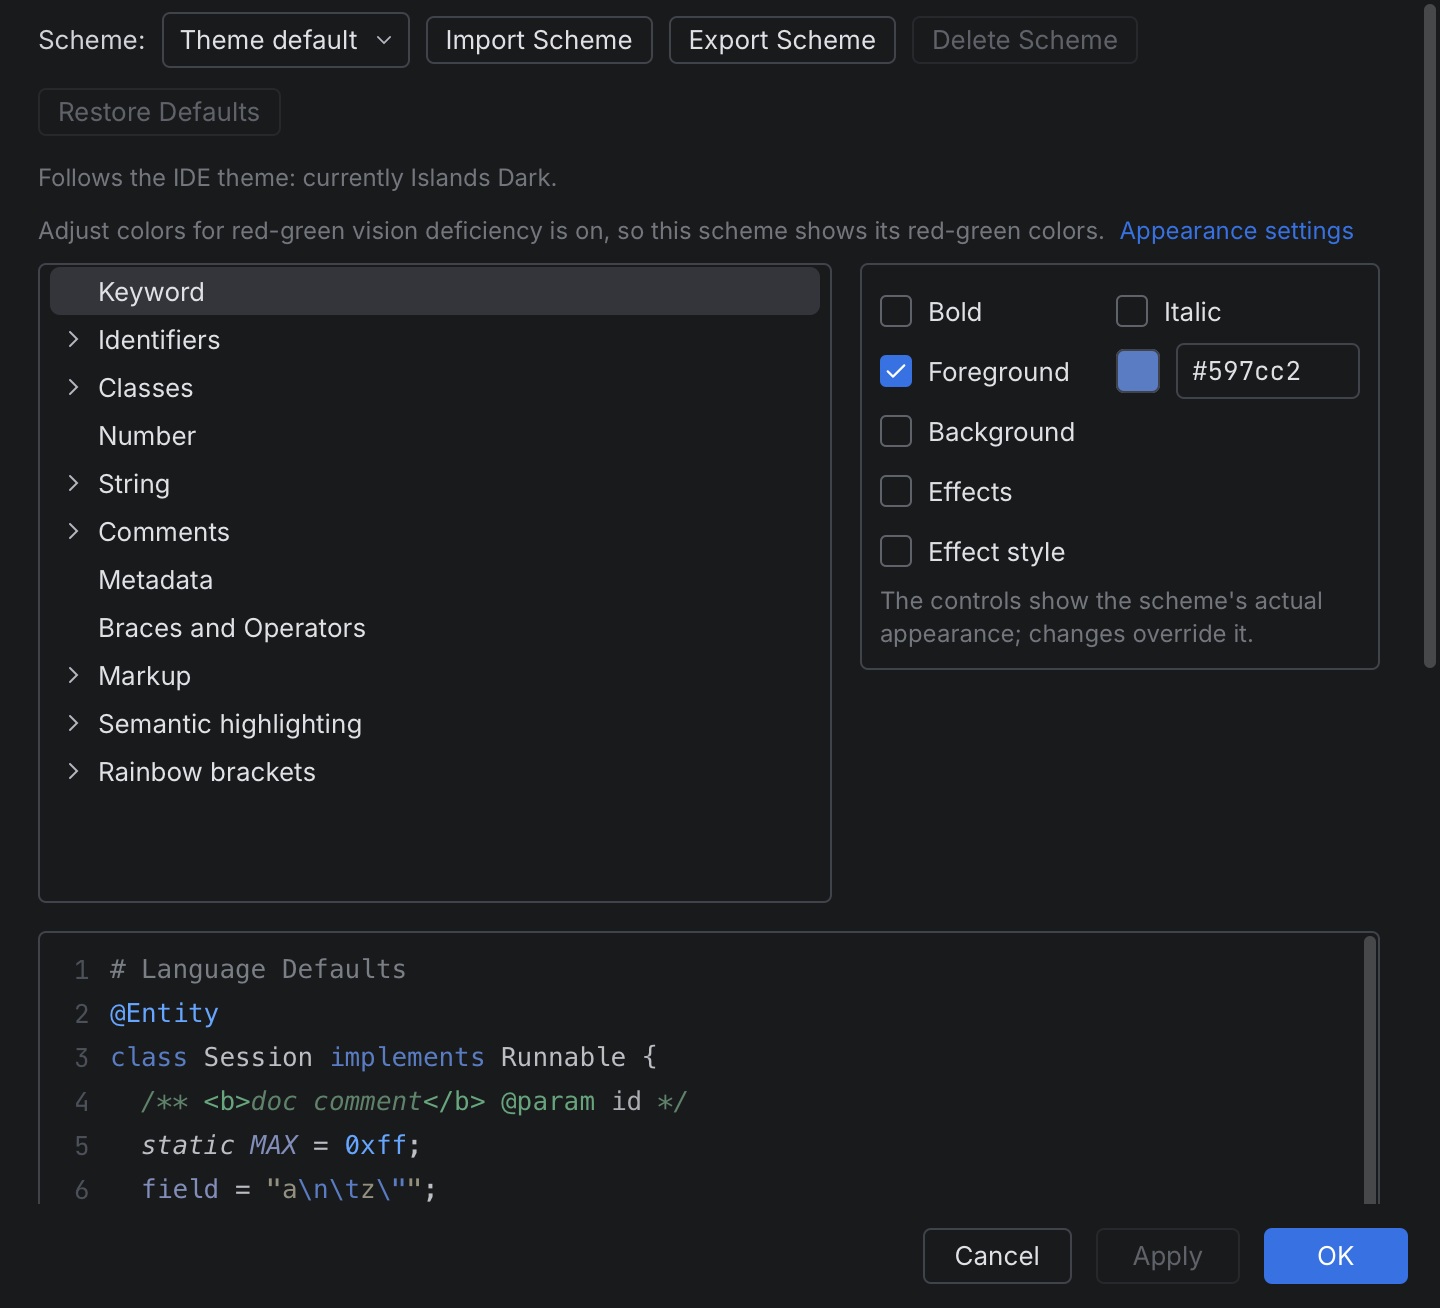 Scheme: Theme default Import Scheme Export Scheme Delete Scheme
Restore Defaults
Follows the IDE theme: currently Islands Dark.
Adjust colors for red-green vision deficiency is on, so this scheme shows its red-green colors. Appearance settings
Keyword
Identifiers
Classes
Number
String
Comments
Metadata
Braces and Operators
Markup
Semantic highlighting
Rainbow brackets
Bold Italic
Foreground #597cc2
Background
Effects
Effect style
The controls show the scheme's actual
appearance; changes override it.
1 # Language Defaults
2 @Entity
3 class Session implements Runnable {
4 /** <b>doc comment</b> @param id */
5 static MAX = 0xff;
6 field = "a\n\tz\"";
Cancel Apply OK